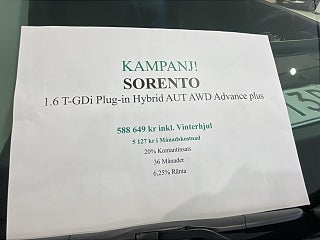 KAMPANJ!
SORENTO
1.6 T-GDi Plug-in Hybrid AUT AWD Advance plus
588 649 kr inkl. Vinterhjul
5 127 kr i Månadskostnad
20% Kontantinsats
36 Månader
6,25% Ränta